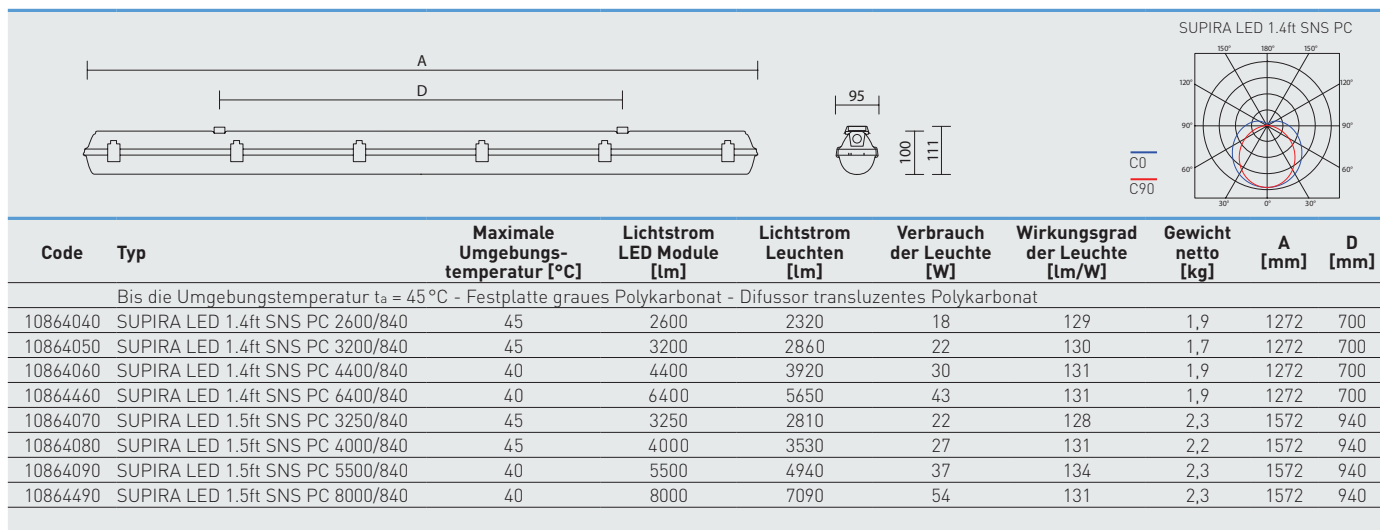 SUPIRA LED 1.4ft SNS PC
150° 180° 150°
120° 120°
90° 90°
60° 60°
30° 0° 30°
C0
C90
A
D
95
100
111
Code Typ Maximale Umgebungs-temperatur [°C] Lichtstrom LED Module [lm] Lichtstrom Leuchten [lm] Verbrauch der Leuchte [W] Wirkungsgrad der Leuchte [lm/W] Gewicht netto [kg] A [mm] D [mm]
Bis die Umgebungstemperatur ta = 45°C - Festplatte graues Polykarbonat - Difussor transluzentes Polykarbonat
10864040 SUPIRA LED 1.4ft SNS PC 2600/840 45 2600 2320 18 129 1,9 1272 700
10864050 SUPIRA LED 1.4ft SNS PC 3200/840 45 3200 2860 22 130 1,7 1272 700
10864060 SUPIRA LED 1.4ft SNS PC 4400/840 40 4400 3920 30 131 1,9 1272 700
10864460 SUPIRA LED 1.4ft SNS PC 6400/840 40 6400 5650 43 131 1,9 1272 700
10864070 SUPIRA LED 1.5ft SNS PC 3250/840 45 3250 2810 22 128 2,3 1572 940
10864080 SUPIRA LED 1.5ft SNS PC 4000/840 45 4000 3530 27 131 2,2 1572 940
10864090 SUPIRA LED 1.5ft SNS PC 5500/840 40 5500 4940 37 134 2,3 1572 940
10864490 SUPIRA LED 1.5ft SNS PC 8000/840 40 8000 7090 54 131 2,3 1572 940